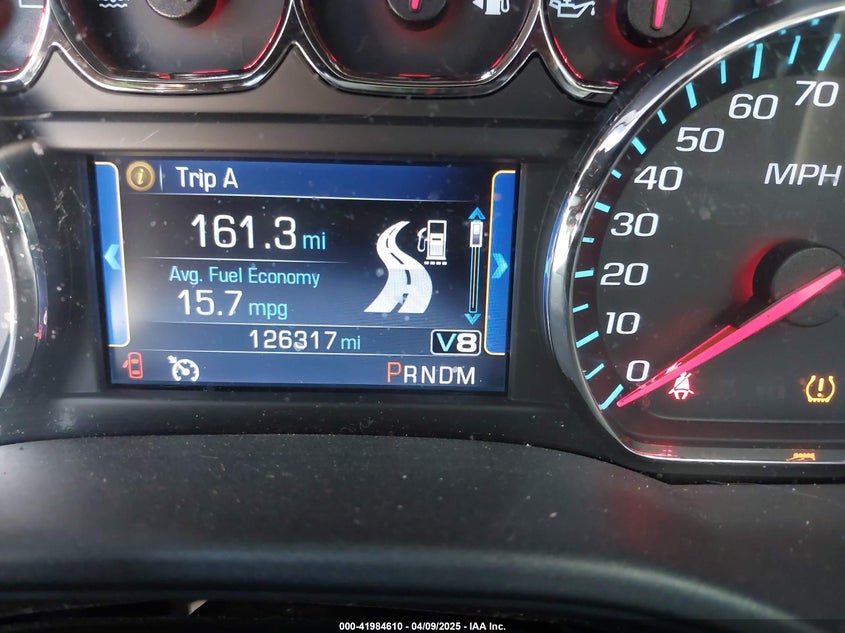 Trip A
161.3 mi
Avg. Fuel Economy
15.7 mpg
126317 mi
V8
PRNDM
0
10
20
30
40
50
60
70
MPH
000-41984610 - 04/09/2025 - IAA Inc.